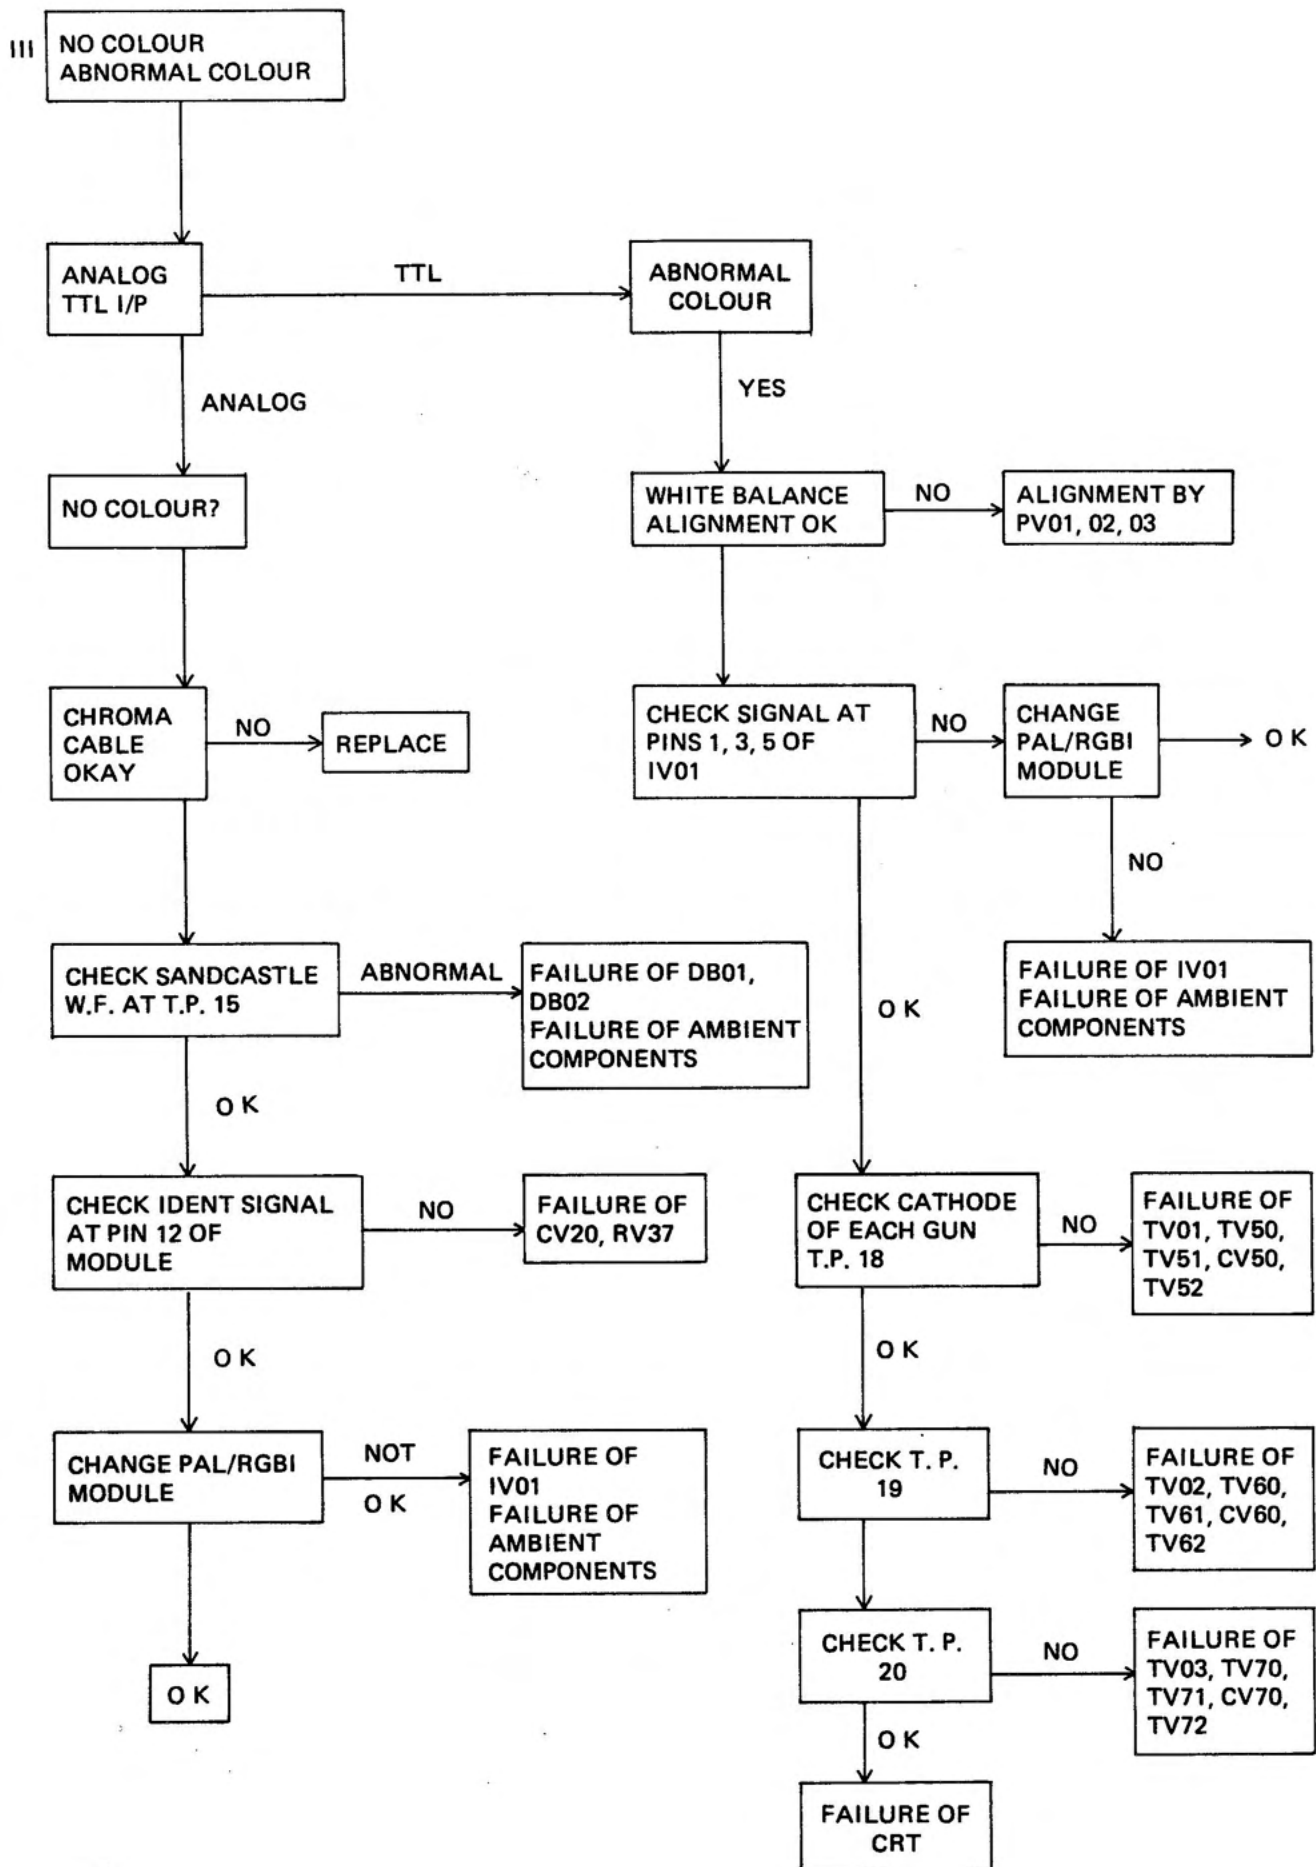 III
NO COLOUR
ABNORMAL COLOUR
ANALOG
TTL I/P
TTL
ABNORMAL
COLOUR
ANALOG
YES
NO COLOUR?
WHITE BALANCE
ALIGNMENT OK
NO
ALIGNMENT BY
PV01, 02, 03
CHROMA
CABLE
OKAY
NO
REPLACE
CHECK SIGNAL AT
PINS 1, 3, 5 OF
IV01
NO
CHANGE
PAL/RGBI
MODULE
O K
NO
CHECK SANDCASTLE
W.F. AT T.P. 15
ABNORMAL
FAILURE OF DB01,
DB02
FAILURE OF AMBIENT
COMPONENTS
O K
FAILURE OF IV01
FAILURE OF AMBIENT
COMPONENTS
O K
CHECK IDENT SIGNAL
AT PIN 12 OF
MODULE
NO
FAILURE OF
CV20, RV37
CHECK CATHODE
OF EACH GUN
T.P. 18
NO
FAILURE OF
TV01, TV50,
TV51, CV50,
TV52
O K
O K
CHANGE PAL/RGBI
MODULE
NOT
O K
FAILURE OF
IV01
FAILURE OF
AMBIENT
COMPONENTS
CHECK T. P.
19
NO
FAILURE OF
TV02, TV60,
TV61, CV60,
TV62
O K
CHECK T. P.
20
NO
FAILURE OF
TV03, TV70,
TV71, CV70,
TV72
O K
FAILURE OF
CRT